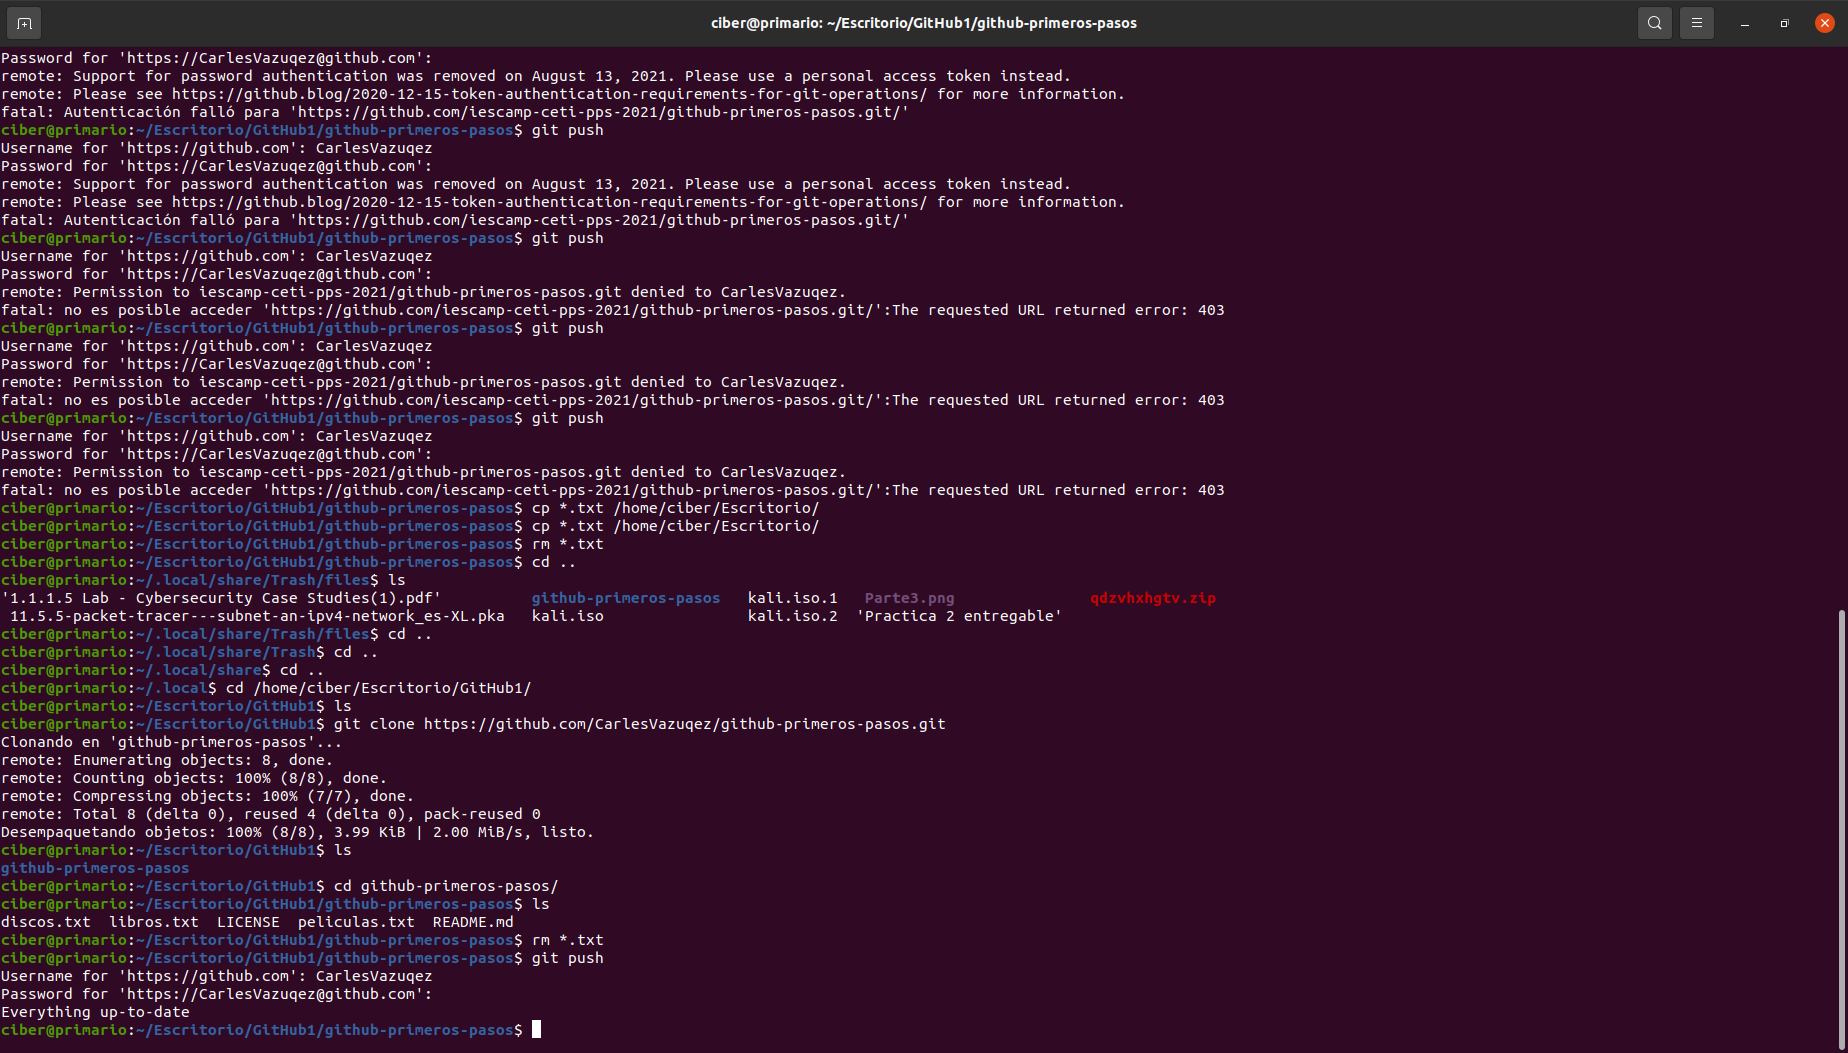 ciber@primario: ~/Escritorio/GitHub1/github-primeros-pasos
Password for 'https://CarlesVazuqez@github.com':
remote: Support for password authentication was removed on August 13, 2021. Please use a personal access token instead.
remote: Please see https://github.blog/2020-12-15-token-authentication-requirements-for-git-operations/ for more information.
fatal: Autenticación falló para 'https://github.com/iescamp-ceti-pps-2021/github-primeros-pasos.git/'
ciber@primario:~/Escritorio/GitHub1/github-primeros-pasos$ git push
Username for 'https://github.com': CarlesVazuqez
Password for 'https://CarlesVazuqez@github.com':
remote: Support for password authentication was removed on August 13, 2021. Please use a personal access token instead.
remote: Please see https://github.blog/2020-12-15-token-authentication-requirements-for-git-operations/ for more information.
fatal: Autenticación falló para 'https://github.com/iescamp-ceti-pps-2021/github-primeros-pasos.git/'
ciber@primario:~/Escritorio/GitHub1/github-primeros-pasos$ git push
Username for 'https://github.com': CarlesVazuqez
Password for 'https://CarlesVazuqez@github.com':
remote: Permission to iescamp-ceti-pps-2021/github-primeros-pasos.git denied to CarlesVazuqez.
fatal: no es posible acceder 'https://github.com/iescamp-ceti-pps-2021/github-primeros-pasos.git/':The requested URL returned error: 403
ciber@primario:~/Escritorio/GitHub1/github-primeros-pasos$ git push
Username for 'https://github.com': CarlesVazuqez
Password for 'https://CarlesVazuqez@github.com':
remote: Permission to iescamp-ceti-pps-2021/github-primeros-pasos.git denied to CarlesVazuqez.
fatal: no es posible acceder 'https://github.com/iescamp-ceti-pps-2021/github-primeros-pasos.git/':The requested URL returned error: 403
ciber@primario:~/Escritorio/GitHub1/github-primeros-pasos$ git push
Username for 'https://github.com': CarlesVazuqez
Password for 'https://CarlesVazuqez@github.com':
remote: Permission to iescamp-ceti-pps-2021/github-primeros-pasos.git denied to CarlesVazuqez.
fatal: no es posible acceder 'https://github.com/iescamp-ceti-pps-2021/github-primeros-pasos.git/':The requested URL returned error: 403
ciber@primario:~/Escritorio/GitHub1/github-primeros-pasos$ cp *.txt /home/ciber/Escritorio/
ciber@primario:~/Escritorio/GitHub1/github-primeros-pasos$ cp *.txt /home/ciber/Escritorio/
ciber@primario:~/Escritorio/GitHub1/github-primeros-pasos$ rm *.txt
ciber@primario:~/Escritorio/GitHub1/github-primeros-pasos$ cd ..
ciber@primario:~/.local/share/Trash/files$ ls
'1.1.1.5 Lab - Cybersecurity Case Studies(1).pdf' github-primeros-pasos kali.iso.1 Parte3.png qdzvhxhgtv.zip
11.5.5-packet-tracer---subnet-an-ipv4-network_es-XL.pka kali.iso kali.iso.2 'Practica 2 entregable'
ciber@primario:~/.local/share/Trash/files$ cd ..
ciber@primario:~/.local/share/Trash$ cd ..
ciber@primario:~/.local/share$ cd ..
ciber@primario:~/.local$ cd /home/ciber/Escritorio/GitHub1/
ciber@primario:~/Escritorio/GitHub1$ ls
ciber@primario:~/Escritorio/GitHub1$ git clone https://github.com/CarlesVazuqez/github-primeros-pasos.git
Clonando en 'github-primeros-pasos'...
remote: Enumerating objects: 8, done.
remote: Counting objects: 100% (8/8), done.
remote: Compressing objects: 100% (7/7), done.
remote: Total 8 (delta 0), reused 4 (delta 0), pack-reused 0
Desempaquetando objetos: 100% (8/8), 3.99 KiB | 2.00 MiB/s, listo.
ciber@primario:~/Escritorio/GitHub1$ ls
github-primeros-pasos
ciber@primario:~/Escritorio/GitHub1$ cd github-primeros-pasos/
ciber@primario:~/Escritorio/GitHub1/github-primeros-pasos$ ls
discos.txt libros.txt LICENSE peliculas.txt README.md
ciber@primario:~/Escritorio/GitHub1/github-primeros-pasos$ rm *.txt
ciber@primario:~/Escritorio/GitHub1/github-primeros-pasos$ git push
Username for 'https://github.com': CarlesVazuqez
Password for 'https://CarlesVazuqez@github.com':
Everything up-to-date
ciber@primario:~/Escritorio/GitHub1/github-primeros-pasos$